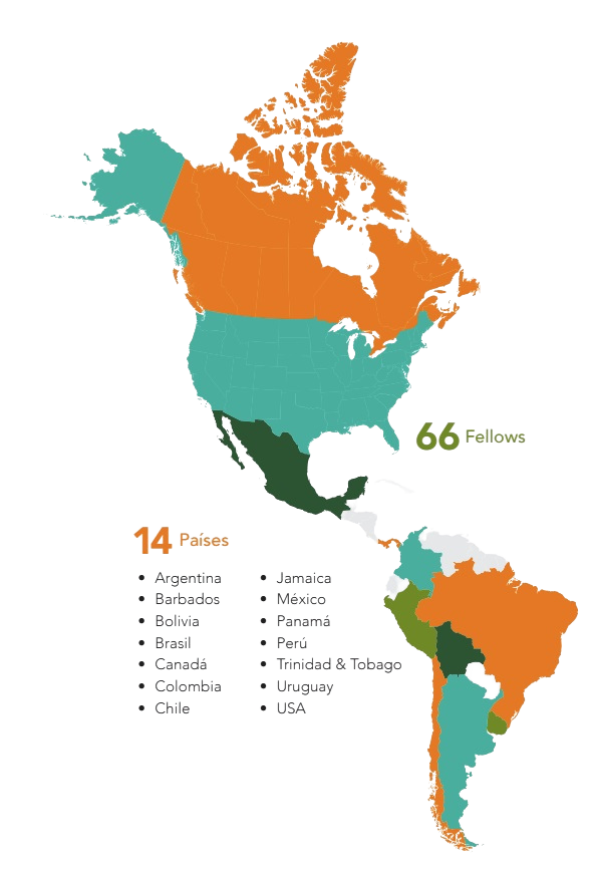 66 Fellows
14 Países
• Argentina
• Barbados
• Bolivia
• Brasil
• Canadá
• Colombia
• Chile
• Jamaica
• México
• Panamá
• Perú
• Trinidad & Tobago
• Uruguay
• USA